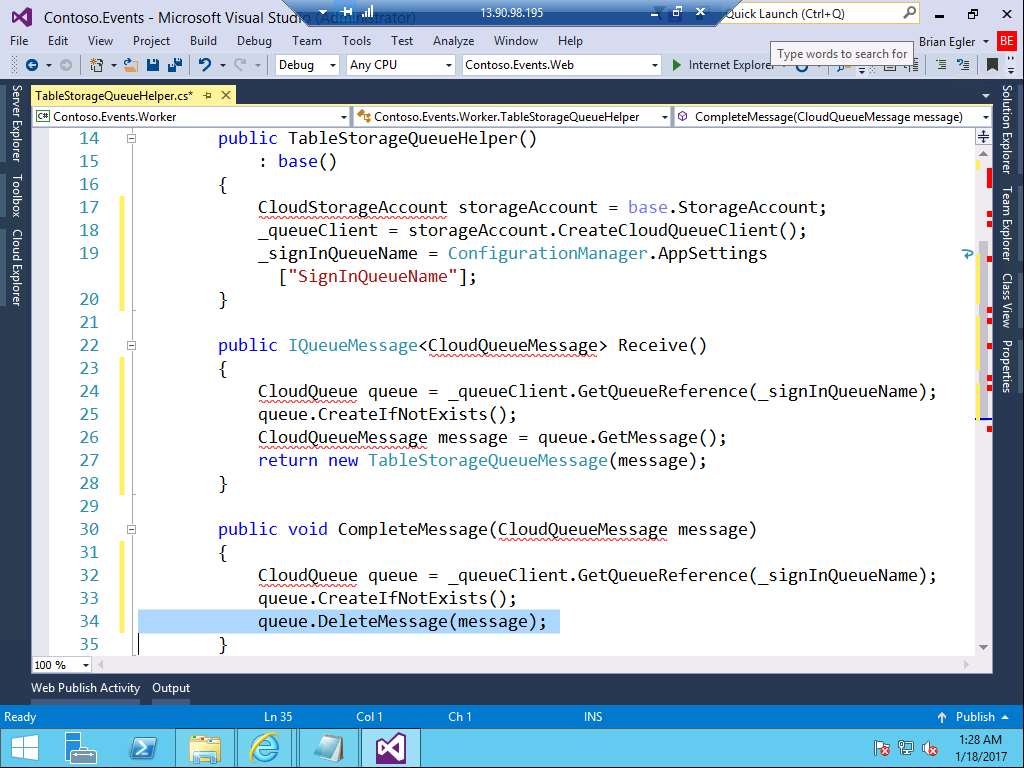 Contoso.Events - Microsoft Visual Studio (Administrator)
13.90.98.195
Quick Launch (Ctrl+Q)
File Edit View Project Build Debug Team Tools Test Analyze Window Help
Brian Egler
BE
Type words to search for
Debug
Any CPU
Contoso.Events.Web
Internet Explorer
TableStorageQueueHelper.cs*
Contoso.Events.Worker
Contoso.Events.Worker.TableStorageQueueHelper
CompleteMessage(CloudQueueMessage message)
Server Explorer
Toolbox
Cloud Explorer
14 public TableStorageQueueHelper()
15 : base()
16 {
17 CloudStorageAccount storageAccount = base.StorageAccount;
18 _queueClient = storageAccount.CreateCloudQueueClient();
19 _signInQueueName = ConfigurationManager.AppSettings
["SignInQueueName"];
20 }
21
22 public IQueueMessage<CloudQueueMessage> Receive()
23 {
24 CloudQueue queue = _queueClient.GetQueueReference(_signInQueueName);
25 queue.CreateIfNotExists();
26 CloudQueueMessage message = queue.GetMessage();
27 return new TableStorageQueueMessage(message);
28 }
29
30 public void CompleteMessage(CloudQueueMessage message)
31 {
32 CloudQueue queue = _queueClient.GetQueueReference(_signInQueueName);
33 queue.CreateIfNotExists();
34 queue.DeleteMessage(message);
35 }
Solution Explorer
Team Explorer
Class View
Properties
100 %
Web Publish Activity Output
Ready
Ln 35
Col 1
Ch 1
INS
Publish
1:28 AM
1/18/2017